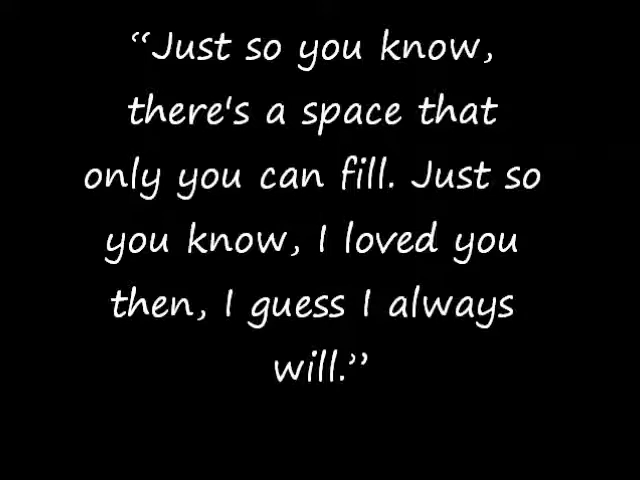 “Just so you know,
there's a space that
only you can fill. Just so
you know, I loved you
then, I guess I always
will.”